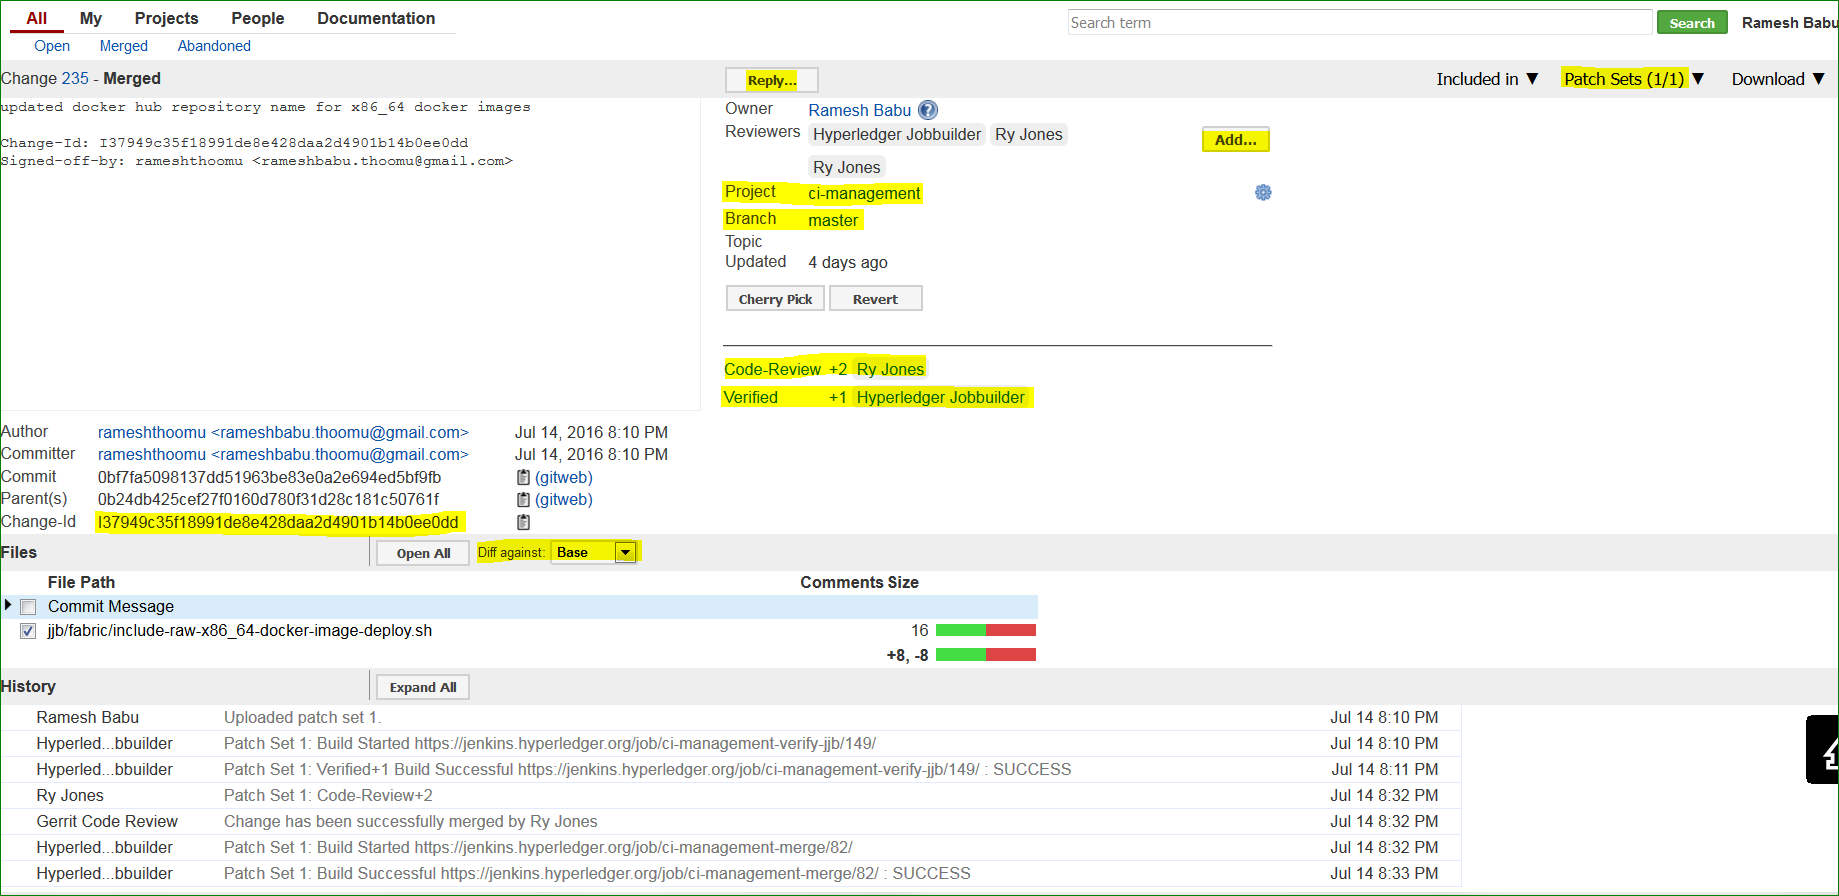 All My Projects People Documentation
Search term Search Ramesh Babu
Open Merged Abandoned
Change 235 - Merged Reply... Included in ▼ Patch Sets (1/1) ▼ Download ▼
updated docker hub repository name for x86_64 docker images
Change-Id: I37949c35f18991de8e428daa2d4901b14b0ee0dd
Signed-off-by: rameshthoomu <rameshbabu.thoomu@gmail.com>
Owner Ramesh Babu ?
Reviewers Hyperledger Jobbuilder Ry Jones Add...
Ry Jones
Project ci-management
Branch master
Topic
Updated 4 days ago
Cherry Pick Revert
Code-Review +2 Ry Jones
Verified +1 Hyperledger Jobbuilder
Author rameshthoomu <rameshbabu.thoomu@gmail.com> Jul 14, 2016 8:10 PM
Committer rameshthoomu <rameshbabu.thoomu@gmail.com> Jul 14, 2016 8:10 PM
Commit 0bf7fa5098137dd51963be83e0a2e694ed5bf9fb (gitweb)
Parent(s) 0b24db425cef27f0160d780f31d28c181c50761f (gitweb)
Change-Id I37949c35f18991de8e428daa2d4901b14b0ee0dd
Files Open All Diff against: Base
File Path Comments Size
Commit Message
jjb/fabric/include-raw-x86_64-docker-image-deploy.sh 16
+8, -8
History Expand All
Ramesh Babu Uploaded patch set 1. Jul 14 8:10 PM
Hyperled...bbuilder Patch Set 1: Build Started https://jenkins.hyperledger.org/job/ci-management-verify-jjb/149/ Jul 14 8:10 PM
Hyperled...bbuilder Patch Set 1: Verified+1 Build Successful https://jenkins.hyperledger.org/job/ci-management-verify-jjb/149/ : SUCCESS Jul 14 8:11 PM
Ry Jones Patch Set 1: Code-Review+2 Jul 14 8:32 PM
Gerrit Code Review Change has been successfully merged by Ry Jones Jul 14 8:32 PM
Hyperled...bbuilder Patch Set 1: Build Started https://jenkins.hyperledger.org/job/ci-management-merge/82/ Jul 14 8:32 PM
Hyperled...bbuilder Patch Set 1: Build Successful https://jenkins.hyperledger.org/job/ci-management-merge/82/ : SUCCESS Jul 14 8:33 PM